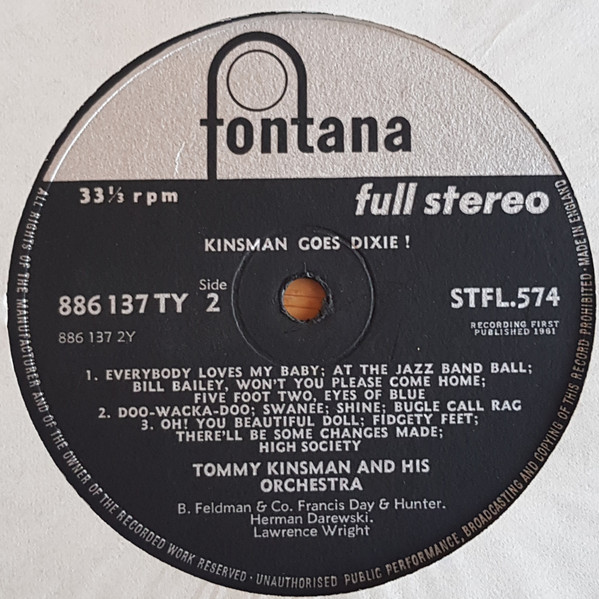 fontana
33⅓ rpm
full stereo
KINSMAN GOES DIXIE !
886 137 TY
Side
2
STFL.574
886 137 2Y
RECORDING FIRST
PUBLISHED 1961
1. EVERYBODY LOVES MY BABY; AT THE JAZZ BAND BALL;
BILL BAILEY, WON'T YOU PLEASE COME HOME;
FIVE FOOT TWO, EYES OF BLUE
2. DOO-WACKA-DOO; SWANEE; SHINE; BUGLE CALL RAG
3. OH! YOU BEAUTIFUL DOLL; FIDGETY FEET;
THERE'LL BE SOME CHANGES MADE;
HIGH SOCIETY
TOMMY KINSMAN AND HIS
ORCHESTRA
B. Feldman & Co. Francis Day & Hunter.
Herman Darewski.
Lawrence Wright
ALL RIGHTS OF THE MANUFACTURER AND OF THE OWNER OF THE RECORDED WORK RESERVED · UNAUTHORISED PUBLIC PERFORMANCE, BROADCASTING AND COPYING OF THIS RECORD PROHIBITED · MADE IN ENGLAND